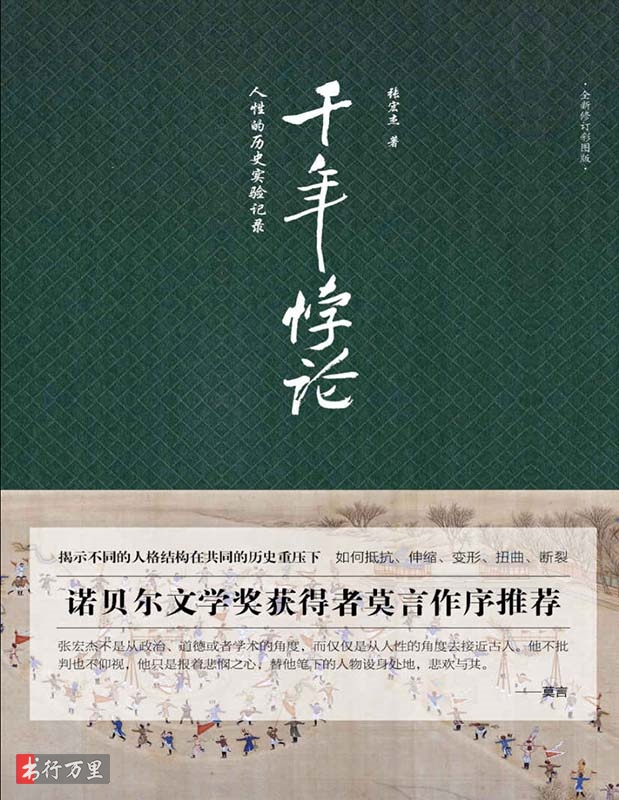 ·全新修订彩图版·
张宏杰 著
千年悖论
人性的历史实验记录
揭示不同的人格结构在共同的历史重压下 如何抵抗、伸缩、变形、扭曲、断裂
诺贝尔文学奖获得者莫言作序推荐
张宏杰不是从政治、道德或者学术的角度，而仅仅是从人性的角度去接近古人。他不批
判也不仰视，他只是报着悲悯之心，替他笔下的人物设身处地，悲欢与其。
——莫言
书行万里